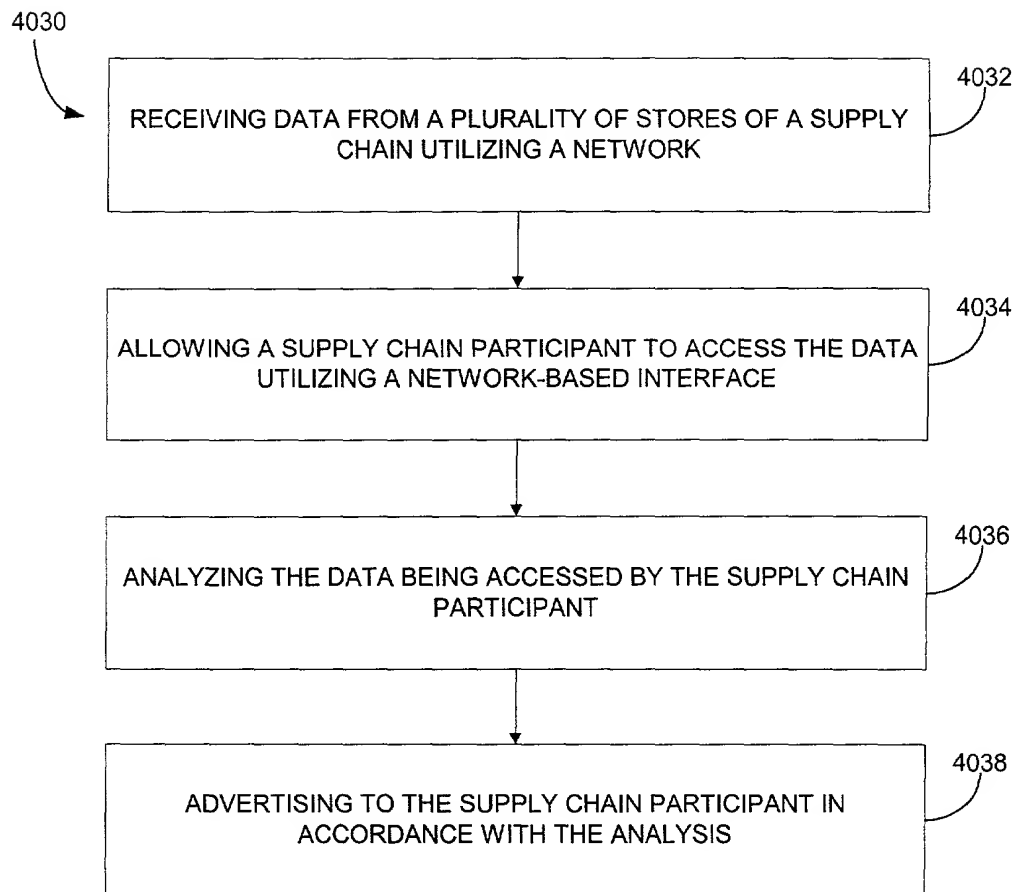 4030
4032
RECEIVING DATA FROM A PLURALITY OF STORES OF A SUPPLY
CHAIN UTILIZING A NETWORK
4034
ALLOWING A SUPPLY CHAIN PARTICIPANT TO ACCESS THE DATA
UTILIZING A NETWORK-BASED INTERFACE
4036
ANALYZING THE DATA BEING ACCESSED BY THE SUPPLY CHAIN
PARTICIPANT
4038
ADVERTISING TO THE SUPPLY CHAIN PARTICIPANT IN
ACCORDANCE WITH THE ANALYSIS